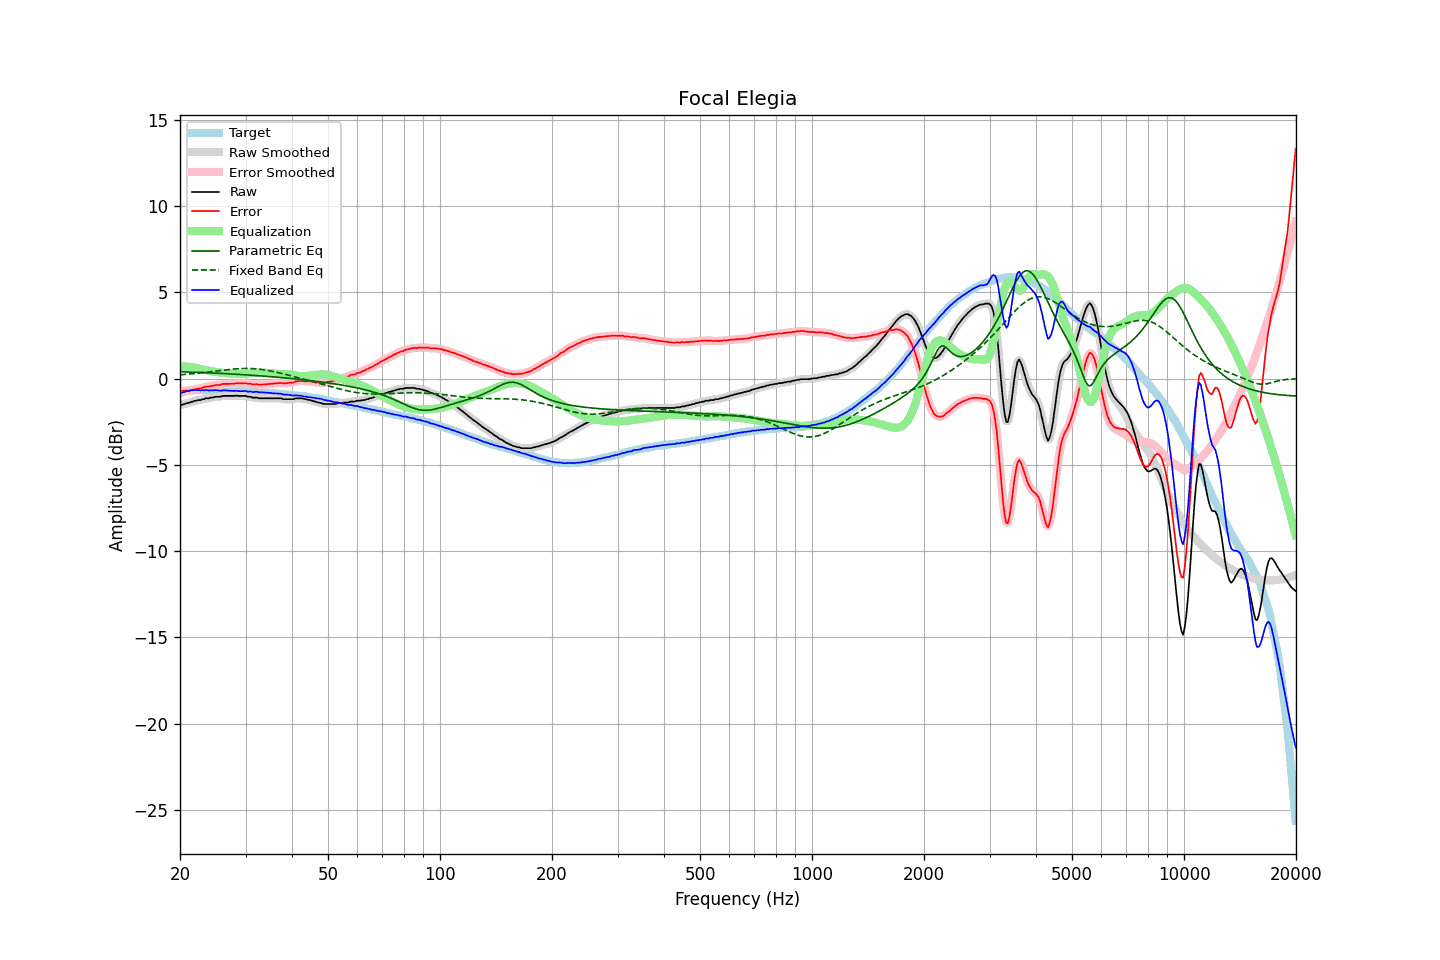 Focal Elegia
Target
Raw Smoothed
Error Smoothed
Raw
Error
Equalization
Parametric Eq
Fixed Band Eq
Equalized
15
10
5
0
−5
−10
−15
−20
−25
Amplitude (dBr)
20
50
100
200
500
1000
2000
5000
10000
20000
Frequency (Hz)